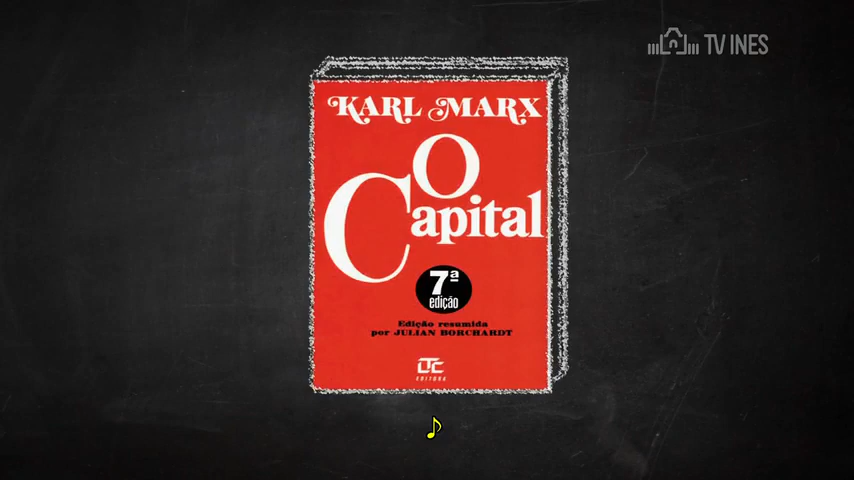 TV INES
KARL MARX
O
Capital
7ª
edição
Edição resumida
por JULIAN BORCHARDT
LTC
EDITORA